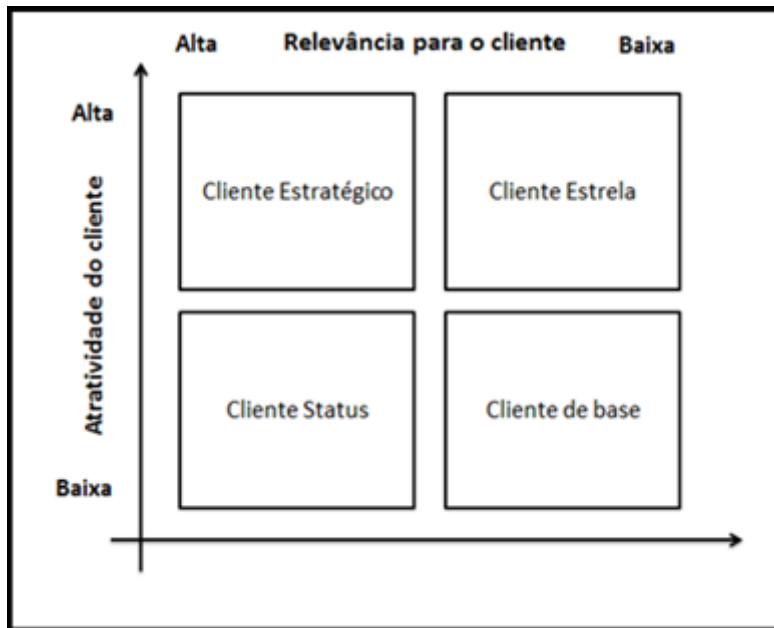 Alta Relevância para o cliente Baixa
Alta
Atratividade do cliente
Baixa
Cliente Estratégico
Cliente Estrela
Cliente Status
Cliente de base